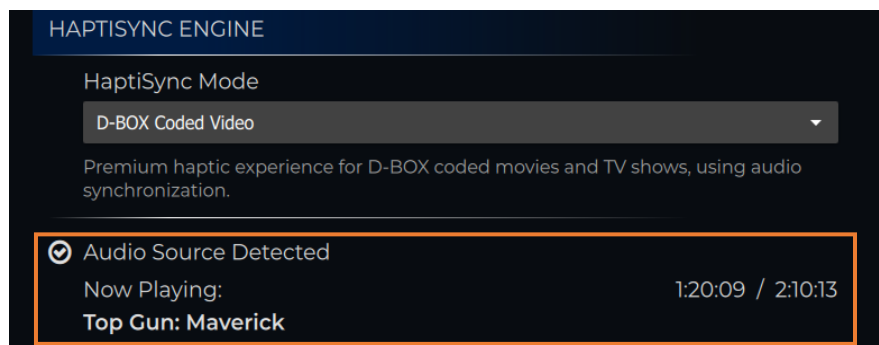 HAPTISYNC ENGINE
HaptiSync Mode
D-BOX Coded Video
Premium haptic experience for D-BOX coded movies and TV shows, using audio
synchronization.
Audio Source Detected
Now Playing: 1:20:09 / 2:10:13
Top Gun: Maverick